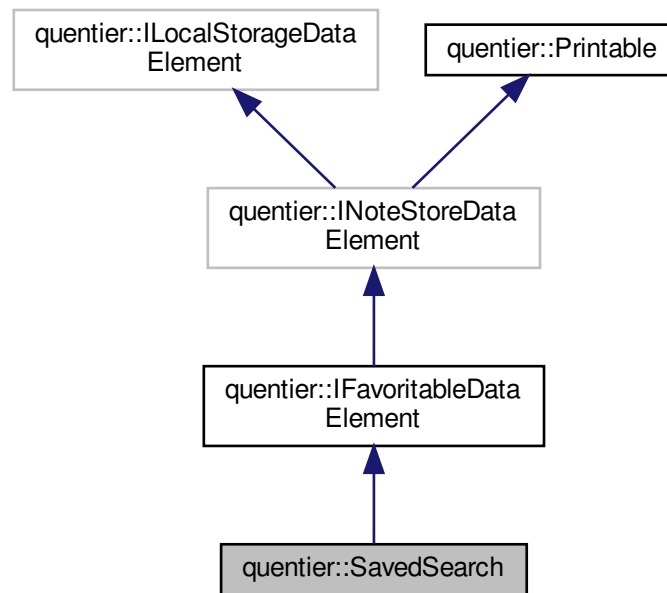 quentier::ILocalStorageData
Element
quentier::Printable
quentier::INoteStoreData
Element
quentier::IFavoritableData
Element
quentier::SavedSearch